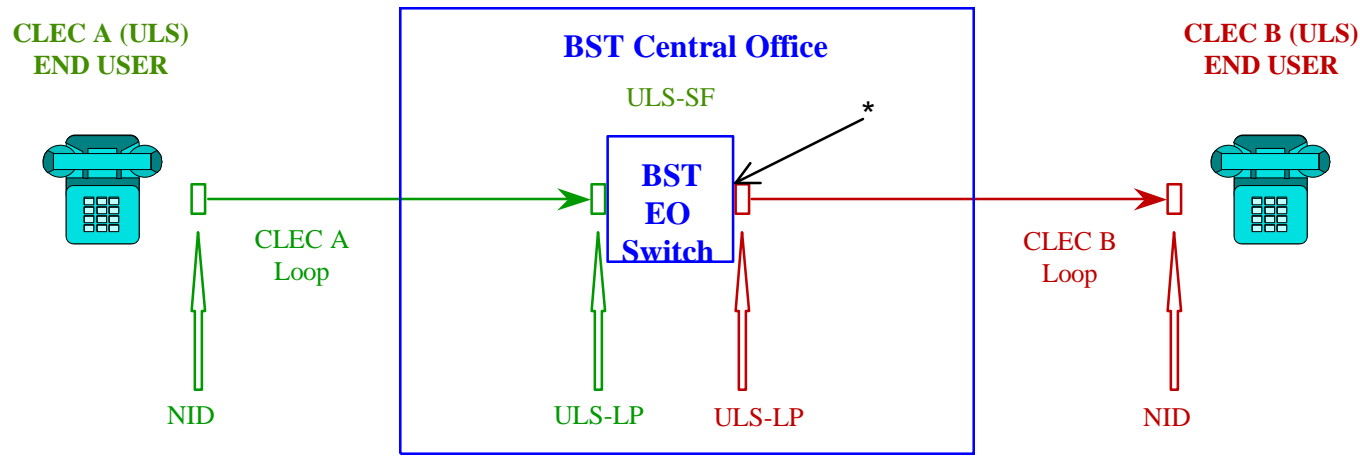 CLEC A (ULS)
END USER
BST Central Office
CLEC B (ULS)
END USER
ULS-SF
*
BST
EO
Switch
CLEC A
Loop
CLEC B
Loop
NID
ULS-LP
ULS-LP
NID